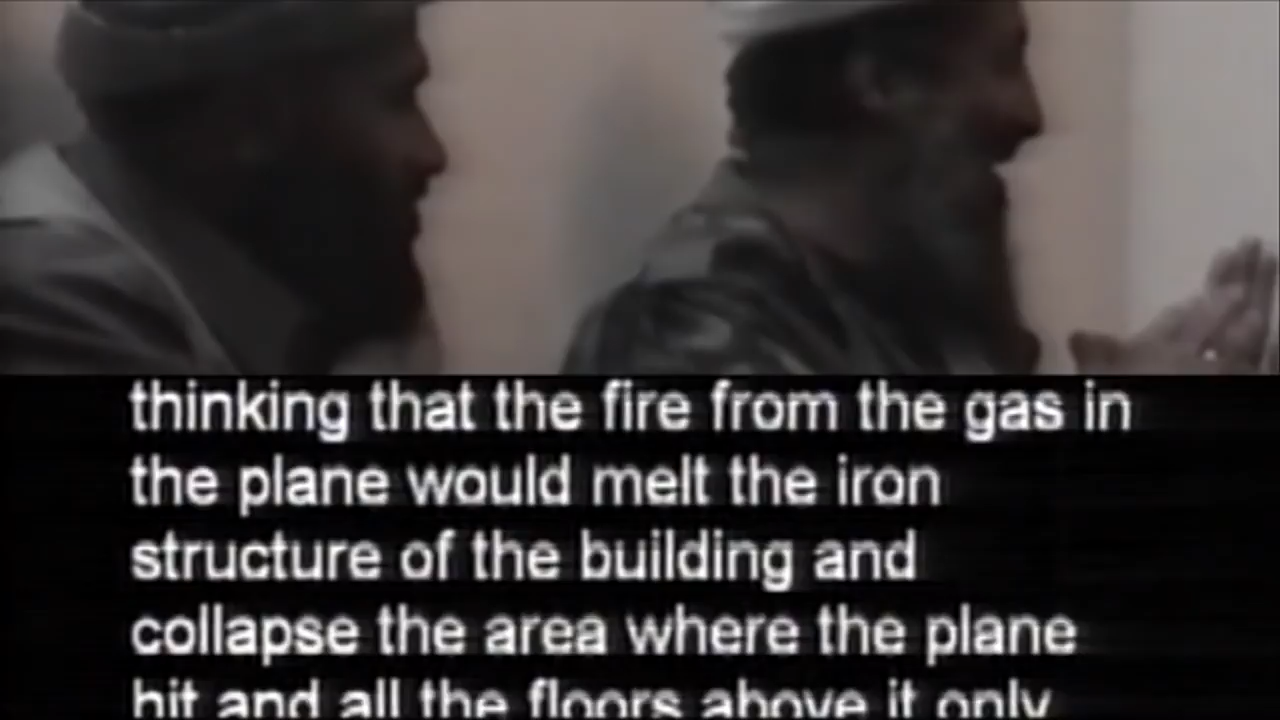 thinking that the fire from the gas in
the plane would melt the iron
structure of the building and
collapse the area where the plane
hit and all the floors above it only